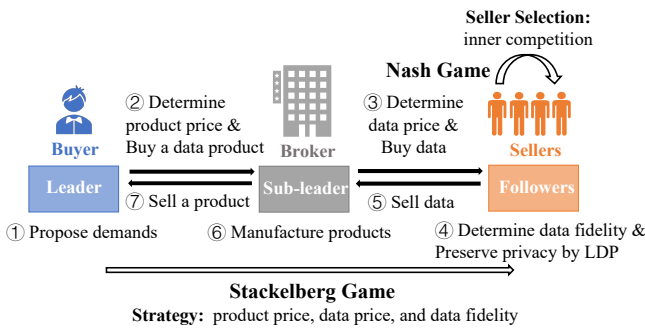 Seller Selection:
inner competition
Nash Game
② Determine
product price &
Buy a data product
③ Determine
data price &
Buy data
Buyer
Broker
Sellers
Leader
Sub-leader
Followers
⑦ Sell a product
⑤ Sell data
① Propose demands
⑥ Manufacture products
④ Determine data fidelity &
Preserve privacy by LDP
Stackelberg Game
Strategy: product price, data price, and data fidelity